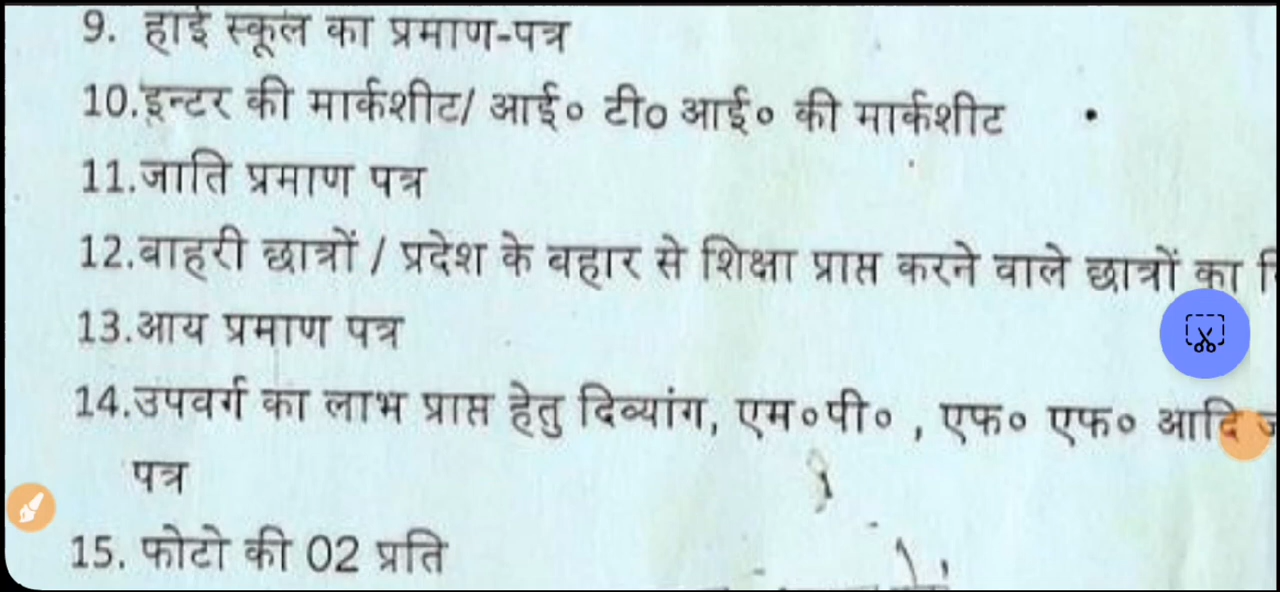 9. हाई स्कूल का प्रमाण-पत्र
10.इन्टर की मार्कशीट/ आई० टी० आई० की मार्कशीट
11.जाति प्रमाण पत्र
12.वाहरी छात्रों / प्रदेश के वहार से शिक्षा प्राप्त करने वाले छात्रों का
13.आय प्रमाण पत्र
14.उपवर्ग का लाभ प्राप्त हेतु दिव्यांग, एम०पी० , एफ० एफ० आदि
पत्र
15. फोटो की 02 प्रति